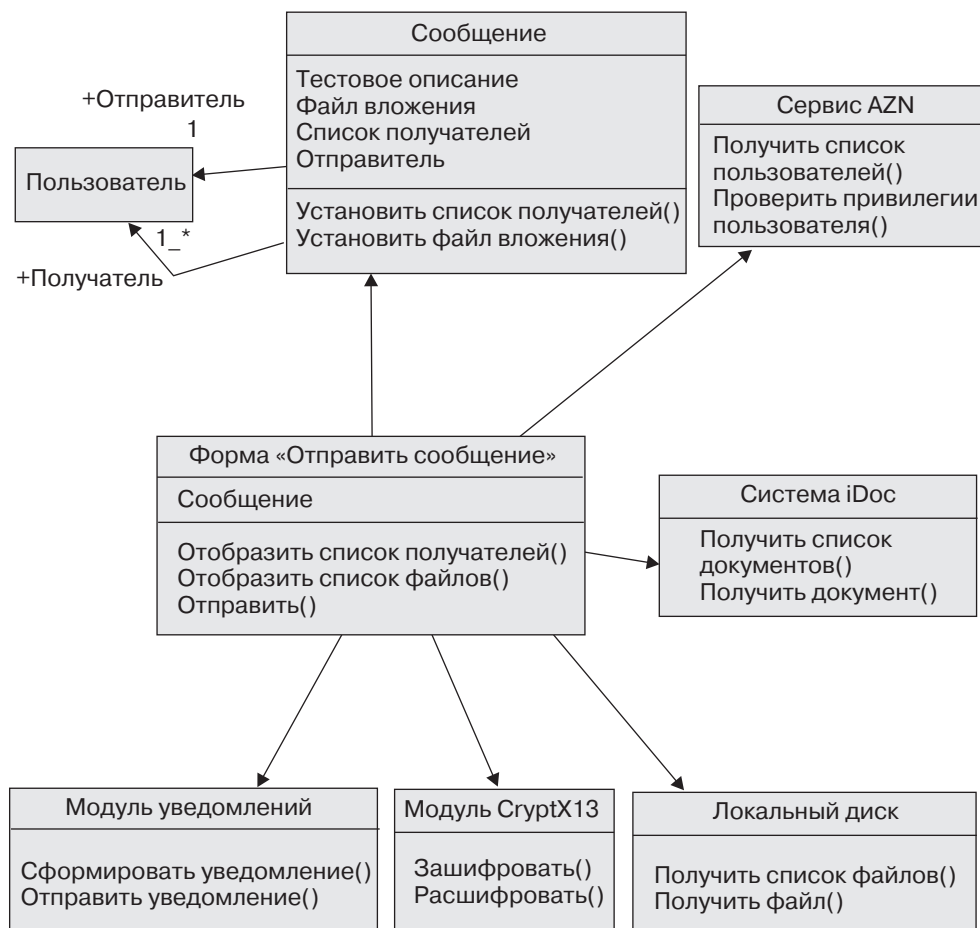 Сообщение
Тестовое описание
Файл вложения
Список получателей
Отправитель
Установить список получателей()
Установить файл вложения()
+Отправитель
1
Пользователь
1_*
+Получатель
Сервис AZN
Получить список
пользователей()
Проверить привилегии
пользователя()
Форма «Отправить сообщение»
Сообщение
Отобразить список получателей()
Отобразить список файлов()
Отправить()
Система iDoc
Получить список
документов()
Получить документ()
Модуль уведомлений
Сформировать уведомление()
Отправить уведомление()
Модуль CryptX13
Зашифровать()
Расшифровать()
Локальный диск
Получить список файлов()
Получить файл()